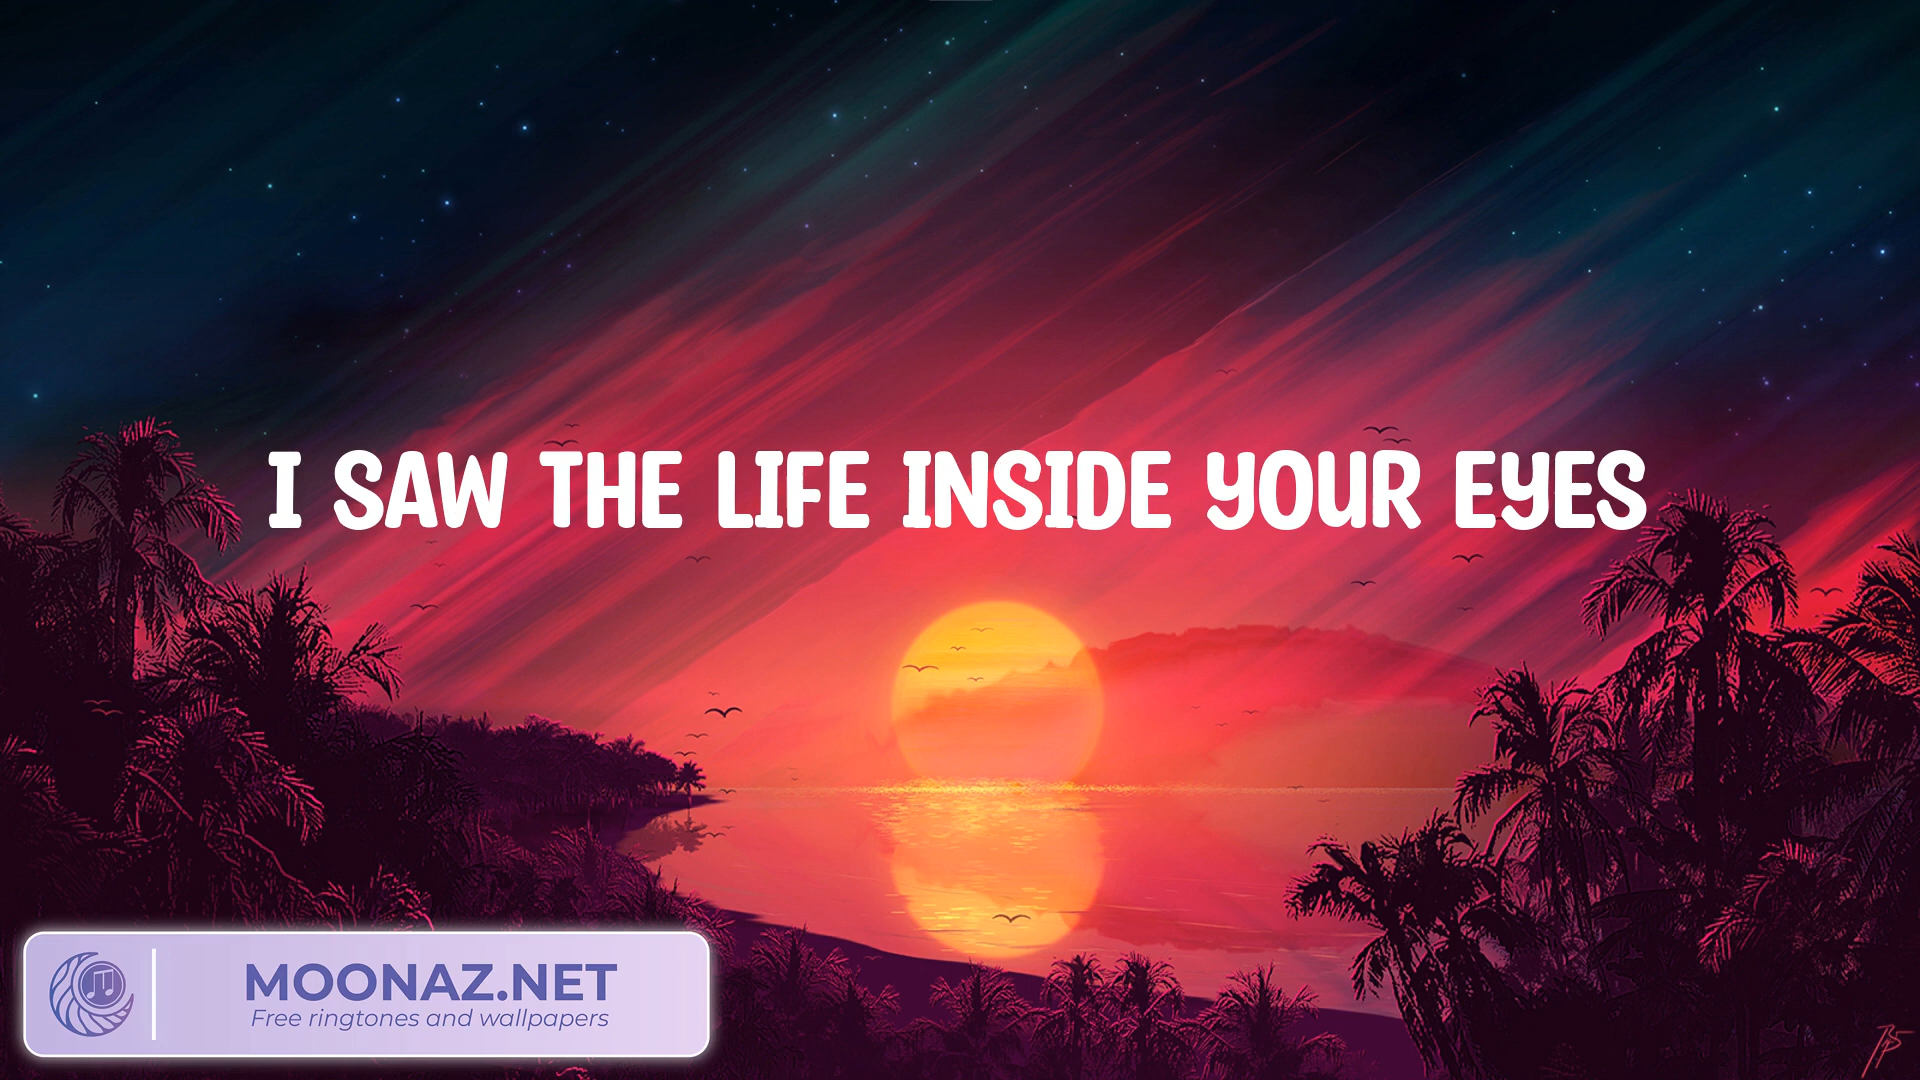 I SAW THE LIFE INSIDE YOUR EYES
MOONAZ.NET
Free ringtones and wallpapers